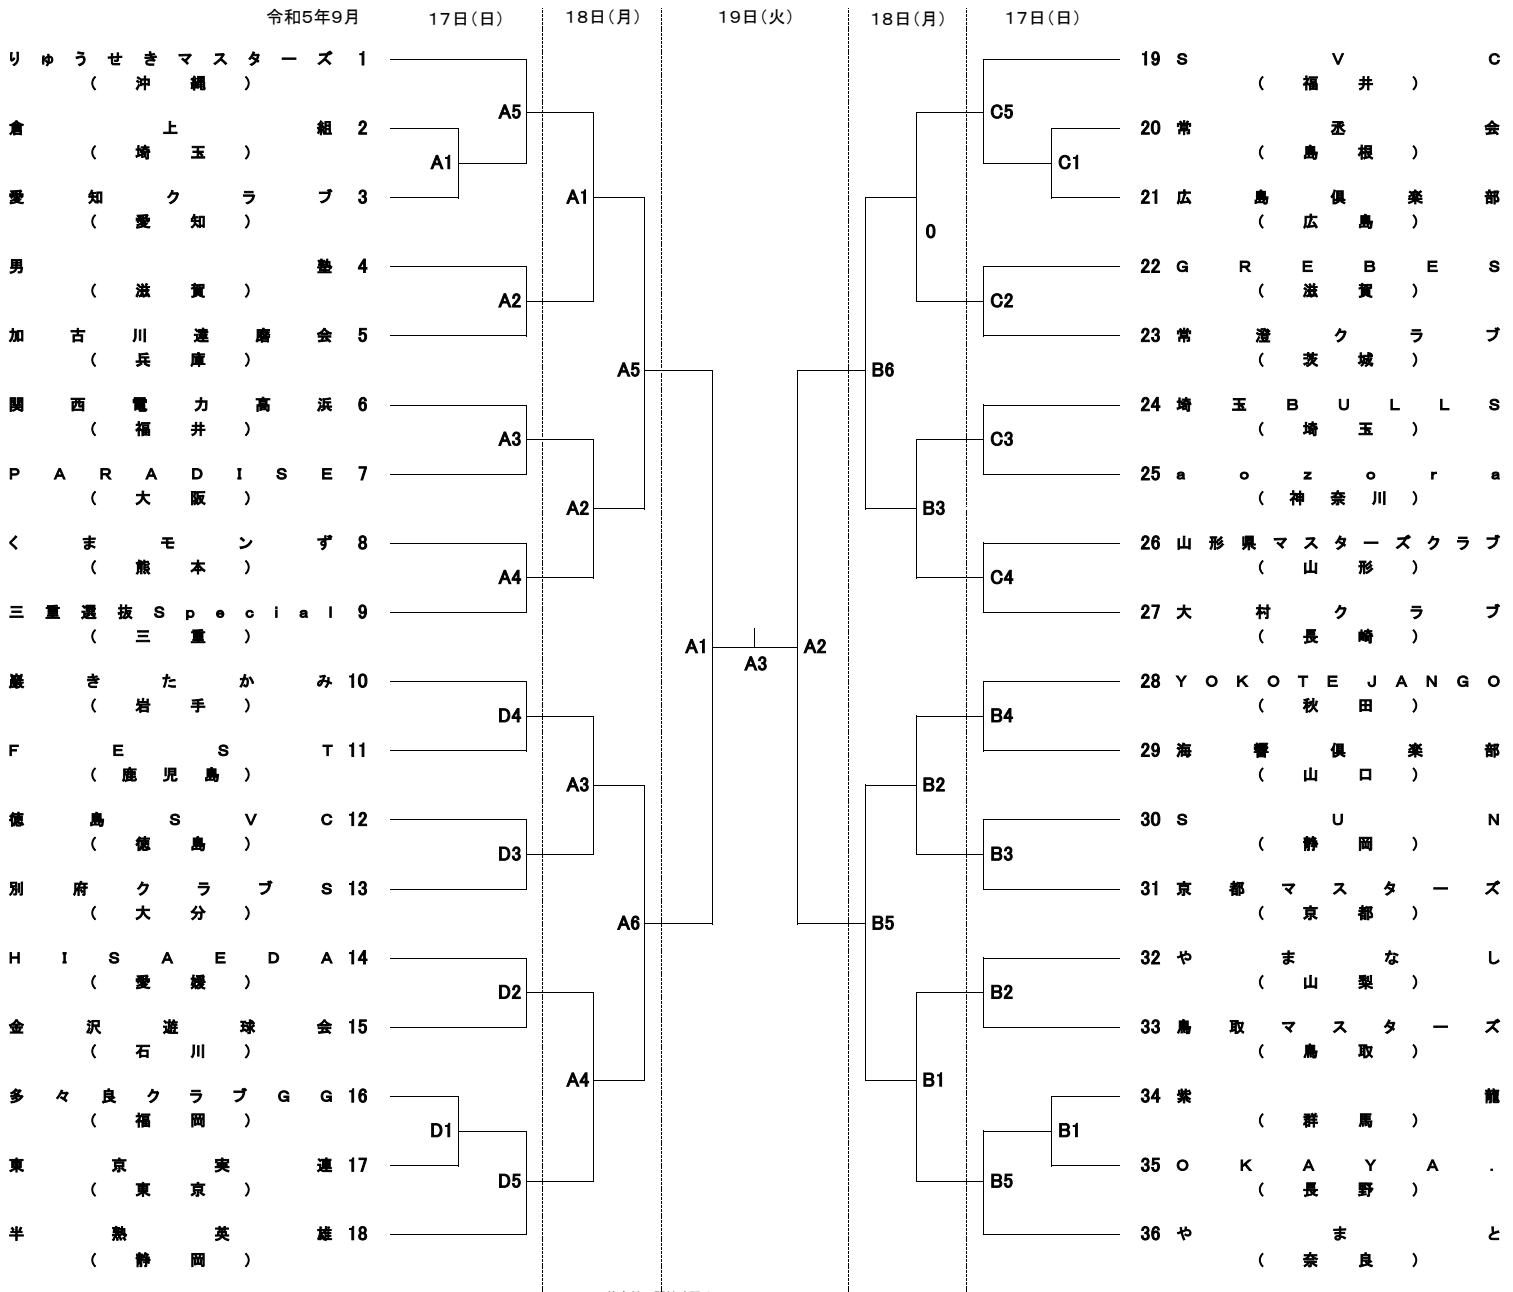 令和5年9月 17日(日) 18日(月) 19日(火) 18日(月) 17日(日)
りゅうせきマスターズ 1 19 SVC
(沖縄) (福井)
A5 C5
倉上組 2 20 常丞会
(埼玉) (島根)
A1 C1
愛知クラブ 3 A1 21 広島倶楽部
(愛知) (広島)
0
男塾 4 22 GREBES
(滋賀) (滋賀)
A2 C2
加古川達磨会 5 23 常澄クラブ
(兵庫) (茨城)
A5 B6
関西電力高浜 6 24 埼玉BULLS
(福井) (埼玉)
A3 C3
PARADISE 7 25 aozora
(大阪) (神奈川)
A2 B3
くまモンず 8 26 山形県マスターズクラブ
(熊本) (山形)
A4 C4
三重選抜Special 9 27 大村クラブ
(三重) (長崎)
A1 A3 A2
巌きたかみ 10 28 YOKOTEJANGO
(岩手) (秋田)
D4 B4
FEST 11 29 海響倶楽部
(鹿児島) (山口)
A3 B2
徳島SVC 12 30 SUN
(徳島) (静岡)
D3 B3
別府クラブS 13 31 京都マスターズ
(大分) (京都)
A6 B5
HISAEDA 14 32 やまなし
(愛媛) (山梨)
D2 B2
金沢遊球会 15 33 鳥取マスターズ
(石川) (鳥取)
A4 B1
多々良クラブGG 16 34 紫龍
(福岡) (群馬)
D1 B1
東京実連 17 35 OKAYA.
(東京) (長野)
D5 B5
半熟英雄 18 36 やまと
(静岡) (奈良)